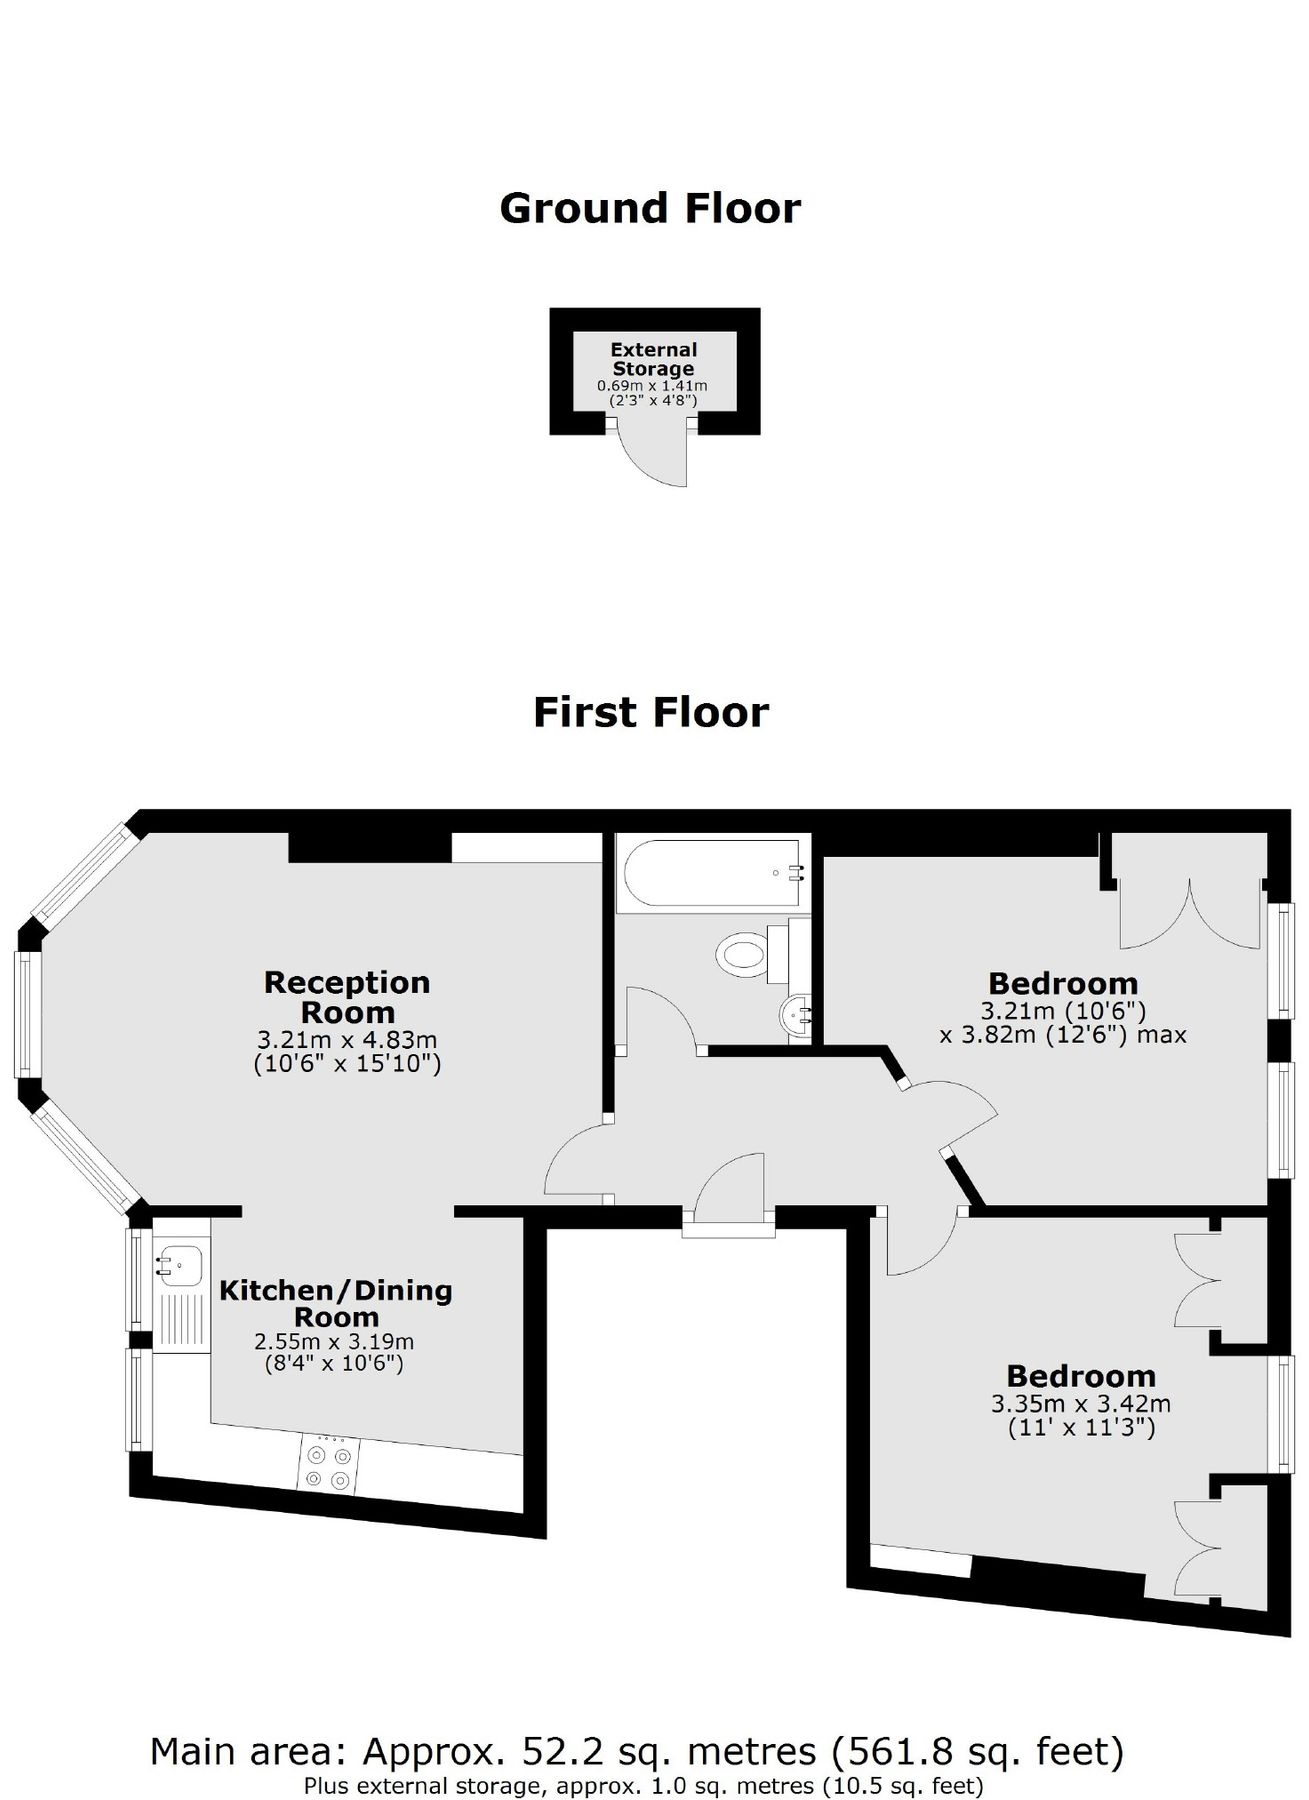 Ground Floor
External
Storage
0.69m x 1.41m
(2'3" x 4'8")
First Floor
Reception
Room
3.21m x 4.83m
(10'6" x 15'10")
Bedroom
3.21m (10'6")
x 3.82m (12'6") max
Kitchen/Dining
Room
2.55m x 3.19m
(8'4" x 10'6")
Bedroom
3.35m x 3.42m
(11' x 11'3")
Main area: Approx. 52.2 sq. metres (561.8 sq. feet)
Plus external storage, approx. 1.0 sq. metres (10.5 sq. feet)